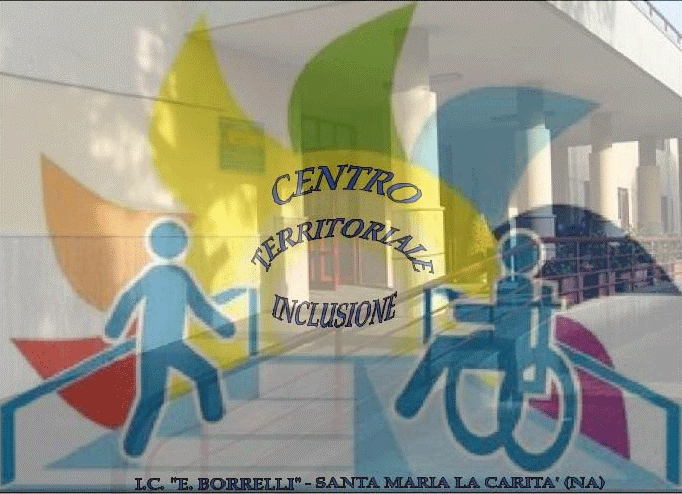 CENTRO
TERRITORIALE
INCLUSIONE
I.C. "E. BORRELLI" - SANTA MARIA LA CARITA' (NA)